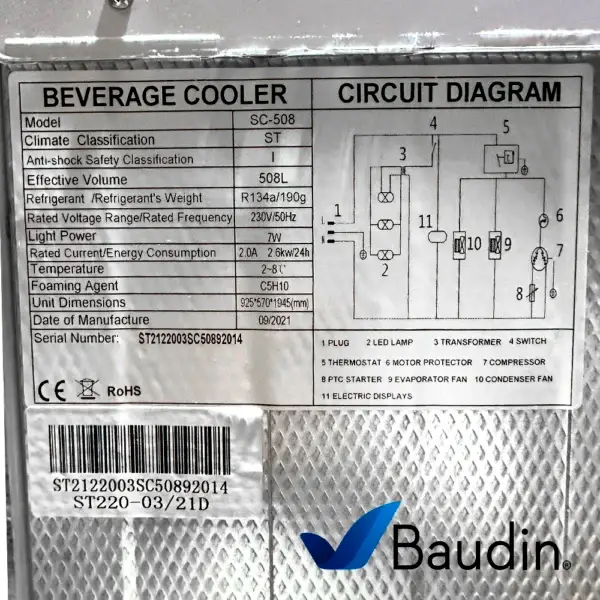 BEVERAGE COOLER
Model SC-508
Climate Classification ST
Anti-shock Safety Classification I
Effective Volume 508L
Refrigerant /Refrigerant's Weight R134a/190g
Rated Voltage Range/Rated Frequency 230V/50Hz
Light Power 7W
Rated Current/Energy Consumption 2.0A 2.6kw/24h
Temperature 2~8℃
Foaming Agent C5H10
Unit Dimensions 925*570*1945(mm)
Date of Manufacture 09/2021
Serial Number: ST2122003SC50892014
CE RoHS
CIRCUIT DIAGRAM
4
5
3
1
11
10
9
6
7
2
8
1 PLUG 2 LED LAMP 3 TRANSFORMER 4 SWITCH
5 THERMOSTAT 6 MOTOR PROTECTOR 7 COMPRESSOR
8 PTC STARTER 9 EVAPORATOR FAN 10 CONDENSER FAN
11 ELECTRIC DISPLAYS
ST2122003SC50892014
ST220-03/21D
Baudin®